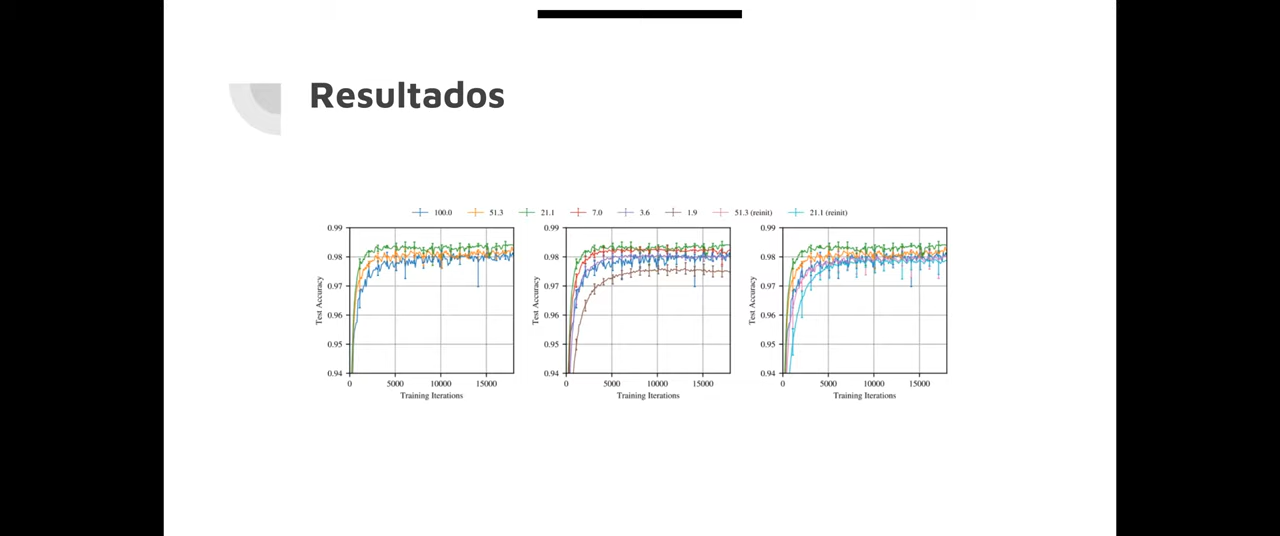 Resultados
100.0 51.3 21.1 7.0 3.6 1.9 51.3 (reinit) 21.1 (reinit)
0.99
0.98
0.97
0.96
0.95
0.94
0 5000 10000 15000
Test Accuracy
Training Iterations
0.99
0.98
0.97
0.96
0.95
0.94
0 5000 10000 15000
Test Accuracy
Training Iterations
0.99
0.98
0.97
0.96
0.95
0.94
0 5000 10000 15000
Test Accuracy
Training Iterations